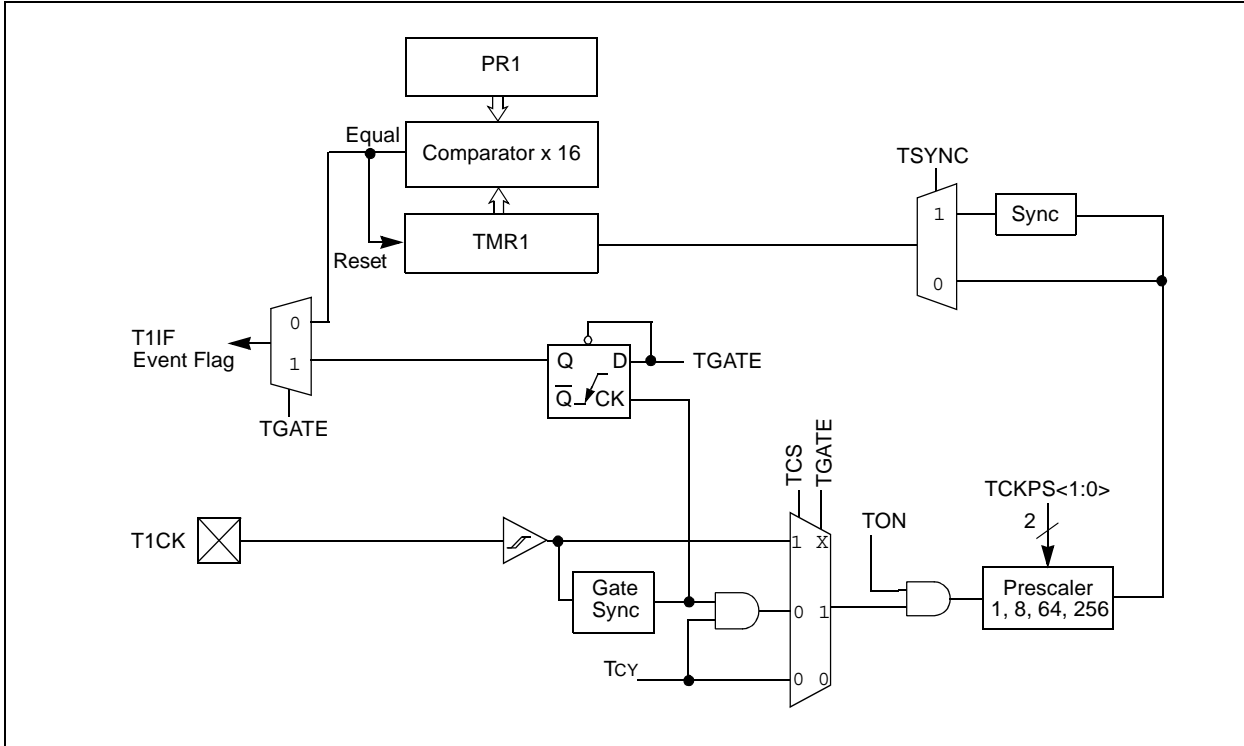 PR1
Equal
Comparator x 16
TSYNC
1
Sync
TMR1
Reset
0
T1IF
Event Flag
0
1
Q
D
TGATE
Q
CK
TGATE
TCS
TGATE
TCKPS<1:0>
2
TON
T1CK
1 X
Gate
Sync
0 1
Prescaler
1, 8, 64, 256
TCY
0 0